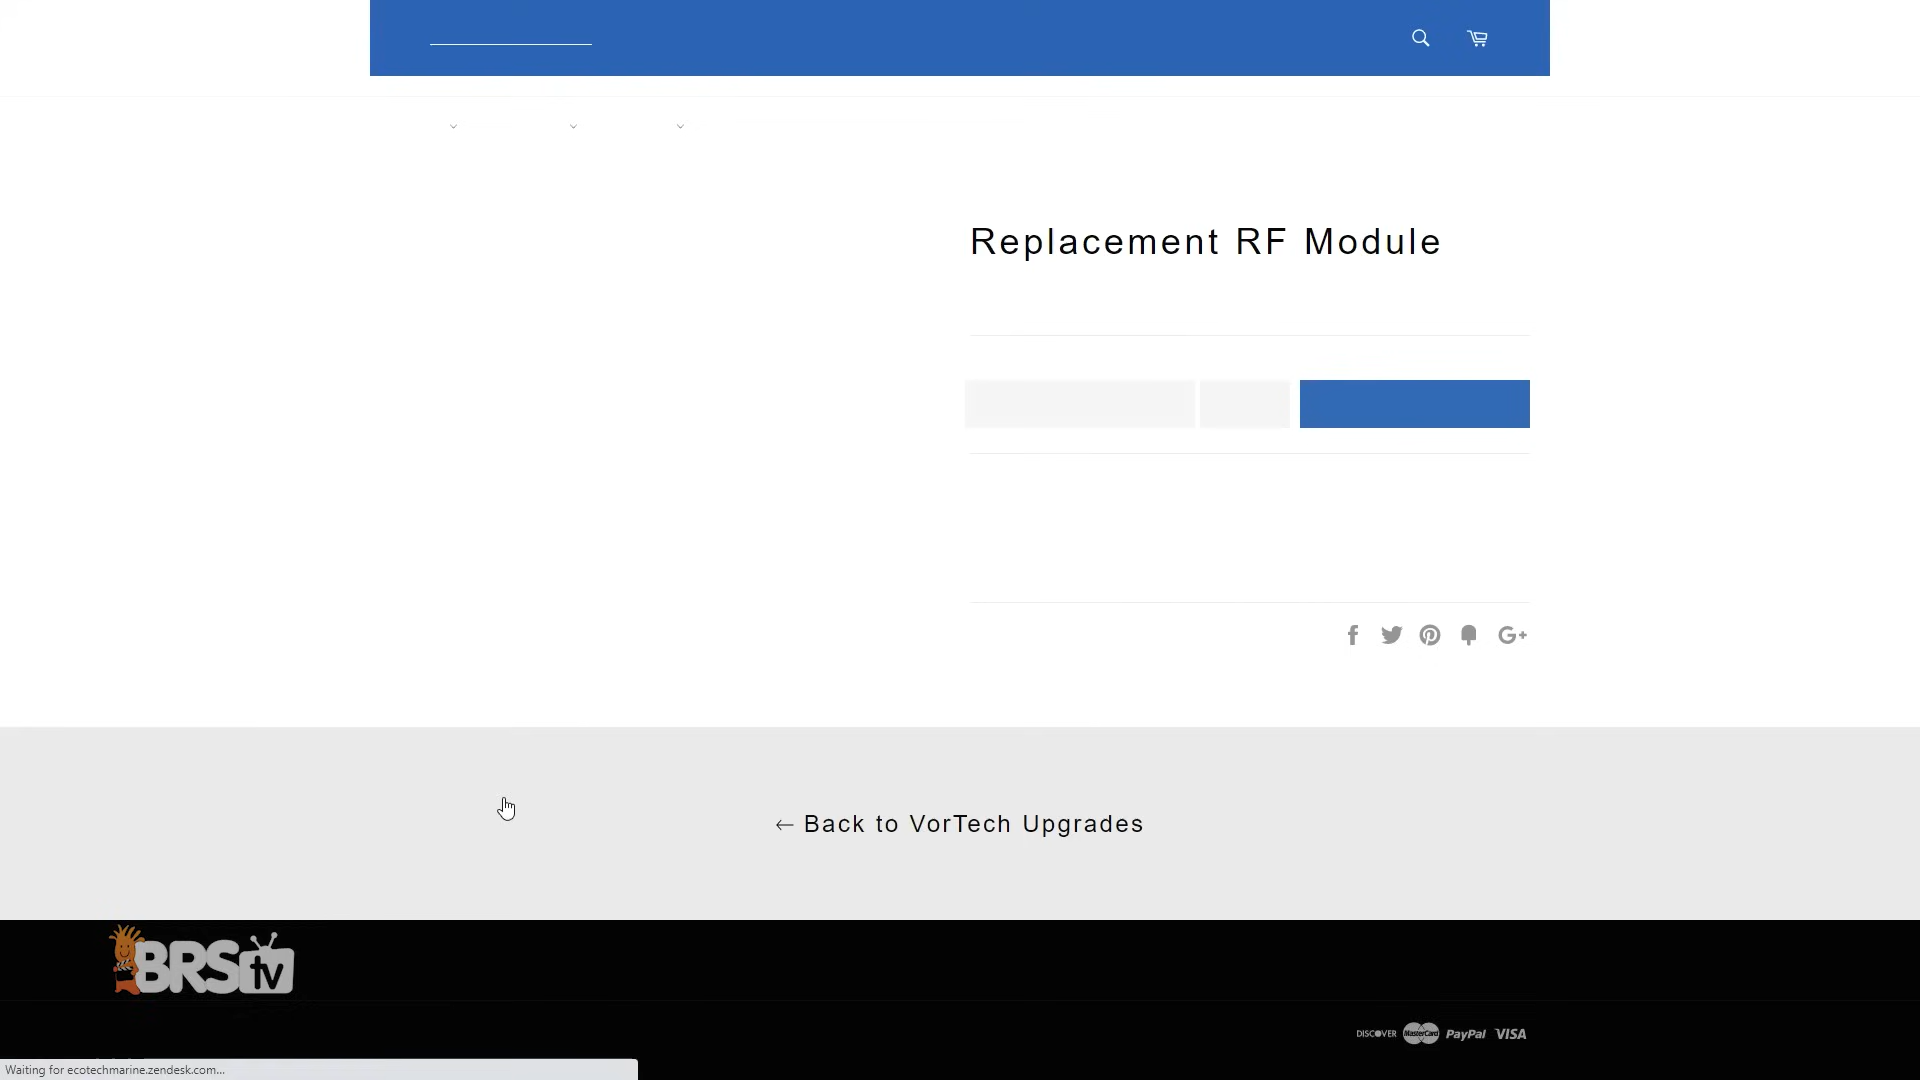 Replacement RF Module
← Back to VorTech Upgrades
BRStv
DISCOVER MasterCard PayPal VISA
Waiting for ecotechmarine.zendesk.com...